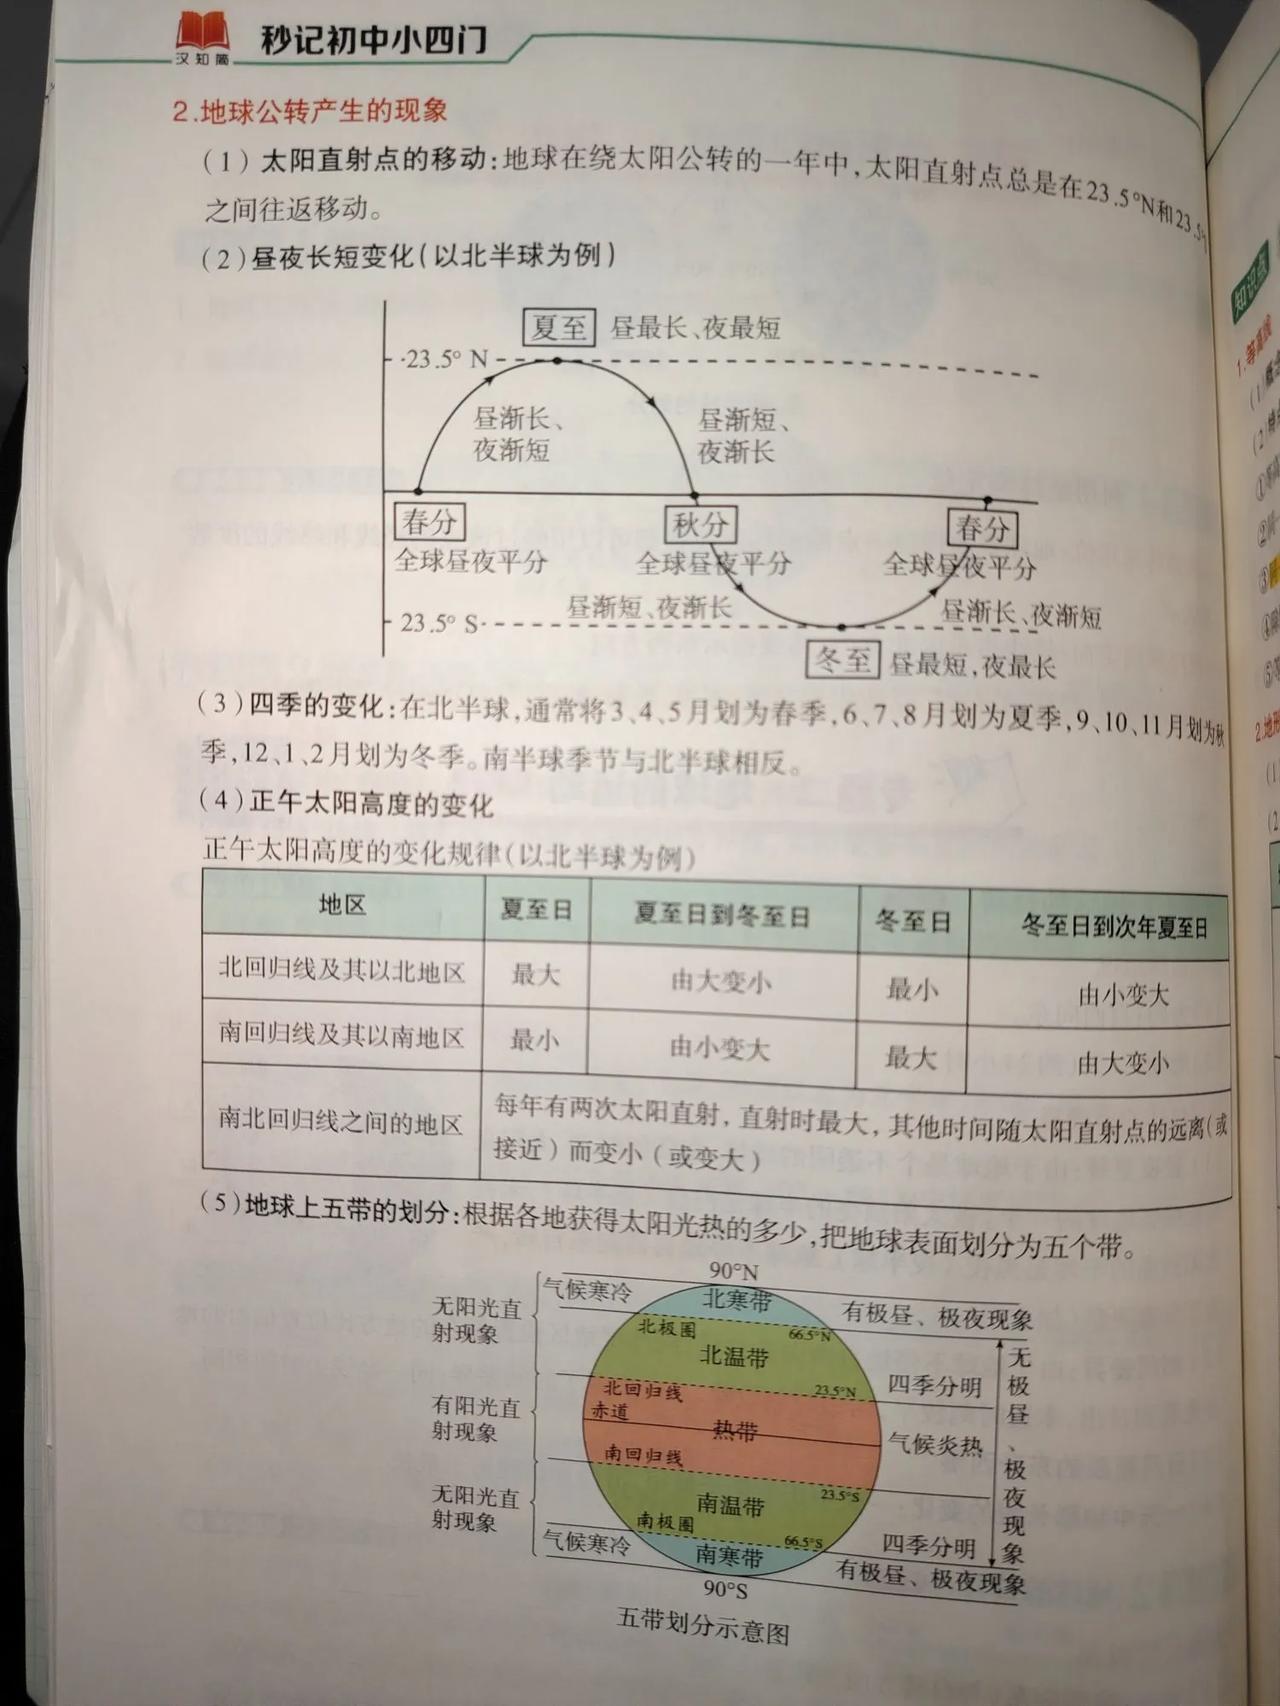 汉知简
秒记初中小四门
2.地球公转产生的现象
(1)太阳直射点的移动:地球在绕太阳公转的一年中,太阳直射点总是在23.5°N和23.5°
之间往返移动。
(2)昼夜长短变化(以北半球为例)
夏至 昼最长、夜最短
23.5° N
昼渐长、 昼渐短、
夜渐短 夜渐长
春分 秋分 春分
全球昼夜平分 全球昼夜平分 全球昼夜平分
昼渐短、夜渐长 昼渐长、夜渐短
23.5° S
冬至 昼最短,夜最长
(3)四季的变化:在北半球,通常将3、4、5月划为春季,6、7、8月划为夏季,9、10、11月划为秋
季,12、1、2月划为冬季。南半球季节与北半球相反。
(4)正午太阳高度的变化
正午太阳高度的变化规律(以北半球为例)
地区 夏至日 夏至日到冬至日 冬至日 冬至日到次年夏至日
北回归线及其以北地区 最大 由大变小 最小 由小变大
南回归线及其以南地区 最小 由小变大 最大 由大变小
南北回归线之间的地区
每年有两次太阳直射,直射时最大,其他时间随太阳直射点的远离(或
接近)而变小(或变大)
(5)地球上五带的划分:根据各地获得太阳光热的多少,把地球表面划分为五个带。
90°N
气候寒冷 北寒带 有极昼、极夜现象
无阳光直
射现象
北极圈 66.5°N
北温带 四季分明
北回归线 23.5°N
有阳光直
射现象
赤道
热带 气候炎热
南回归线 23.5°S
无阳光直
射现象
南温带 四季分明
南极圈 66.5°S
气候寒冷 南寒带 有极昼、极夜现象
无极昼、极夜现象
90°S
五带划分示意图
知识点
1.等高线
2.地形